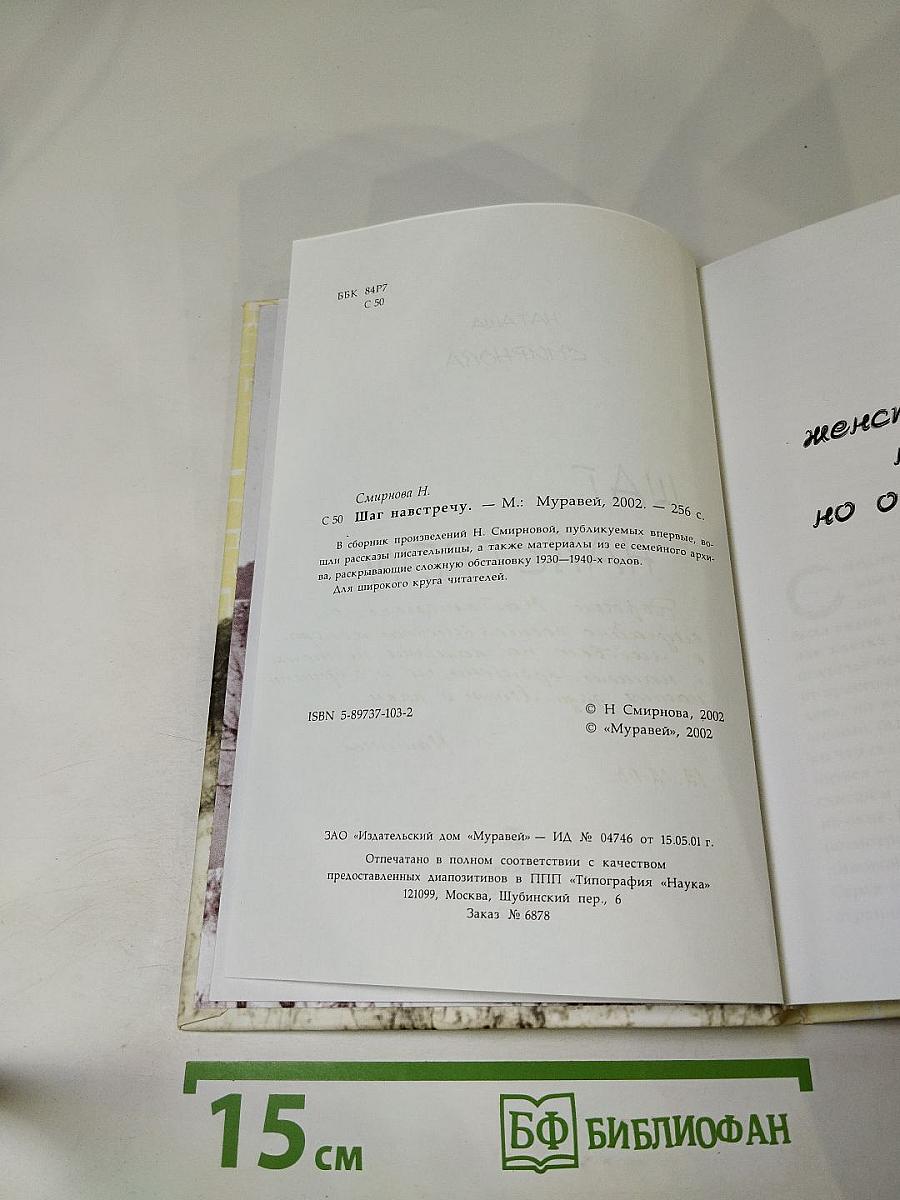 ББК 84Р7
С 50
Смирнова Н.
С 50 Шаг навстречу. — М.: Муравей, 2002. — 256 с.
В сборник произведений Н. Смирновой, публикуемых впервые, во-
шли рассказы писательницы, а также материалы из ее семейного архи-
ва, раскрывающие сложную обстановку 1930—1940-х годов.
Для широкого круга читателей.
ISBN 5-89737-103-2
© Н Смирнова, 2002
© «Муравей», 2002
ЗАО «Издательский дом «Муравей» — ИД № 04746 от 15.05.01 г.
Отпечатано в полном соответствии с качеством
предоставленных диапозитивов в ППП «Типография «Наука»
121099, Москва, Шубинский пер., 6
Заказ № 6878
но о
15 см
БФ БИБЛИОФАН